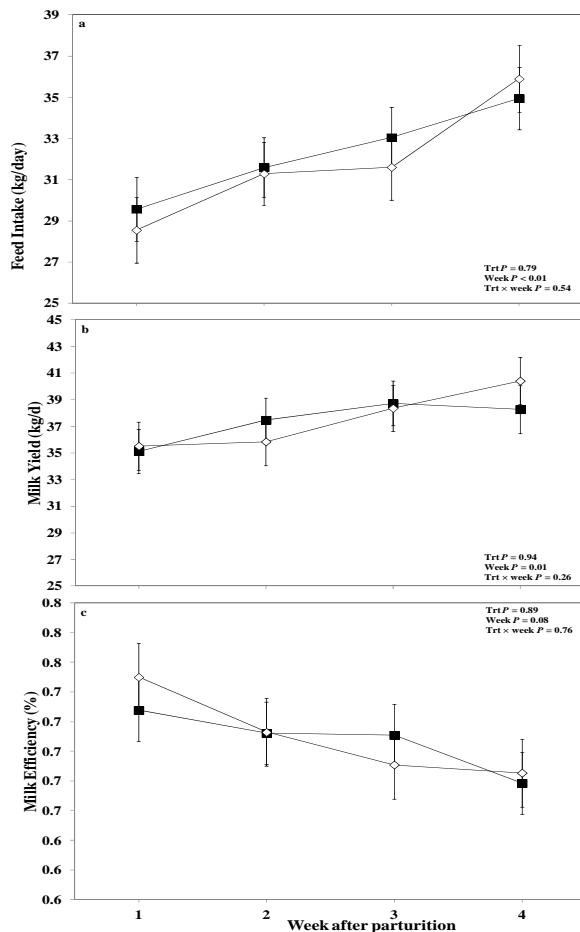 a
39
37
35
33
31
29
27
25
Feed Intake (kg/day)
Trt P = 0.79
Week P < 0.01
Trt × week P = 0.54
b
45
43
41
39
37
35
33
31
29
27
25
Milk Yield (kg/d)
Trt P = 0.94
Week P = 0.01
Trt × week P = 0.26
c
0.8
0.8
0.8
0.7
0.7
0.7
0.7
0.7
0.6
0.6
0.6
Milk Efficiency (%)
Trt P = 0.89
Week P = 0.08
Trt × week P = 0.76
1 2 3 4
Week after parturition